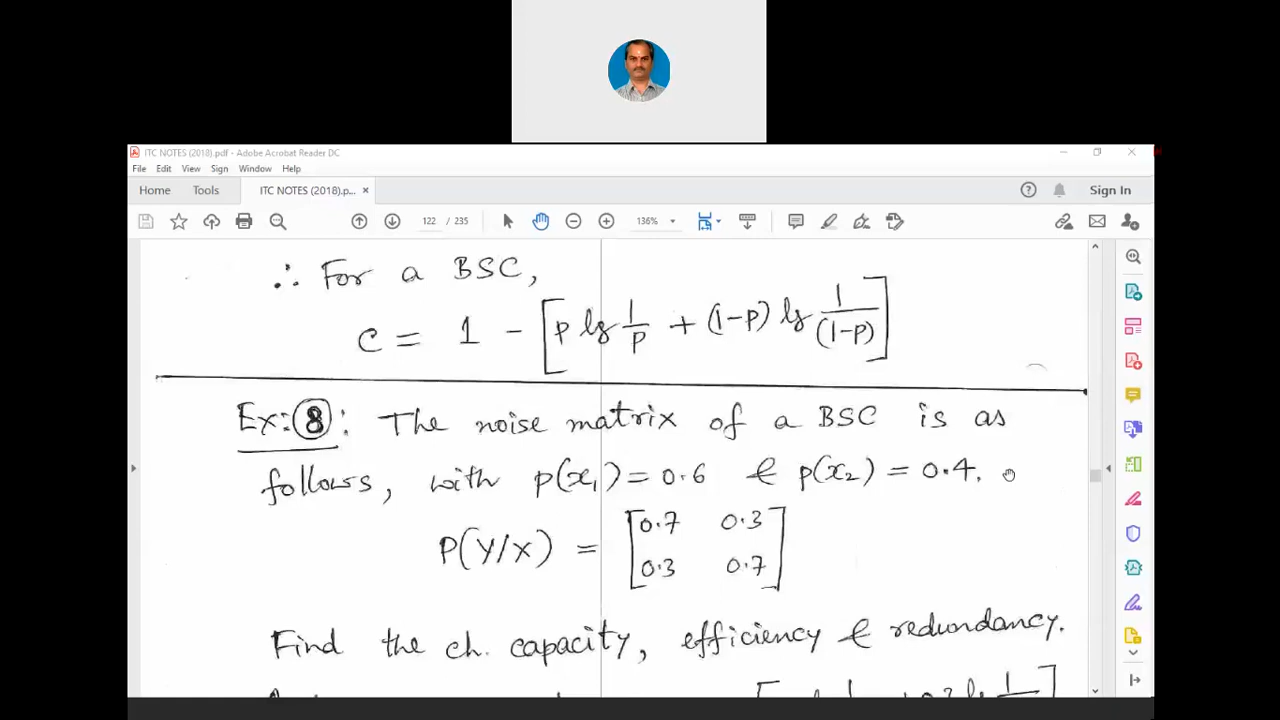 ITC NOTES (2018).pdf - Adobe Acrobat Reader DC
File Edit View Sign Window Help
Home Tools ITC NOTES (2018).p... × Sign In
122 / 235 136%
∴ For a BSC,
C = 1 - [p lg 1/p + (1-p) lg 1/(1-p)]
Ex: 8 : The noise matrix of a BSC is as
follows, with p(x₁) = 0.6 & p(x₂) = 0.4.
P(Y/X) = [0.7 0.3
0.3 0.7]
Find the ch. capacity, efficiency & redundancy.